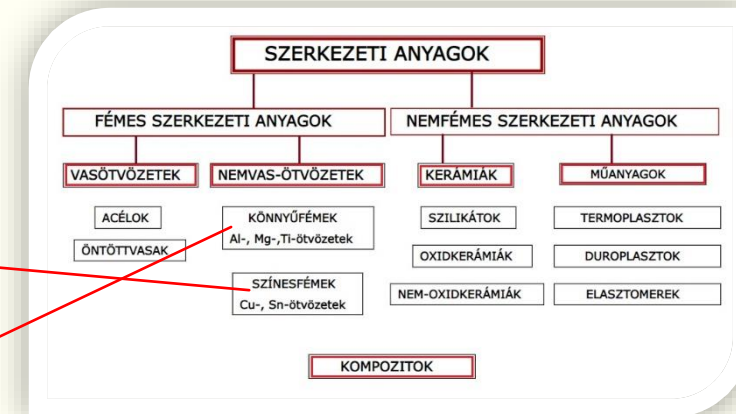 SZERKEZETI ANYAGOK
FÉMES SZERKEZETI ANYAGOK
NEMFÉMES SZERKEZETI ANYAGOK
VASÖTVÖZETEK
NEMVAS-ÖTVÖZETEK
KERÁMIÁK
MŰANYAGOK
ACÉLOK
ÖNTÖTTVASAK
KÖNNYŰFÉMEK
Al-, Mg-,Ti-ötvözetek
SZÍNESFÉMEK
Cu-, Sn-ötvözetek
SZILIKÁTOK
OXIDKERÁMIÁK
NEM-OXIDKERÁMIÁK
TERMOPLASZTOK
DUROPLASZTOK
ELASZTOMEREK
KOMPOZITOK